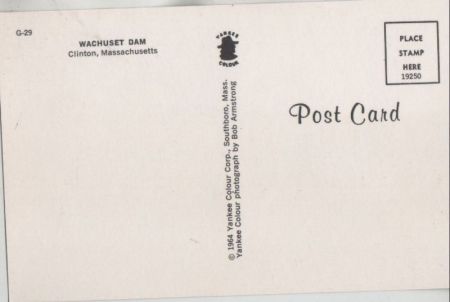 G-29
WACHUSET DAM
Clinton, Massachusetts
YANKEE
COLOUR
© 1964 Yankee Colour Corp., Southboro, Mass.
Yankee Colour photograph by Bob Armstrong
PLACE
STAMP
HERE
19250
Post Card